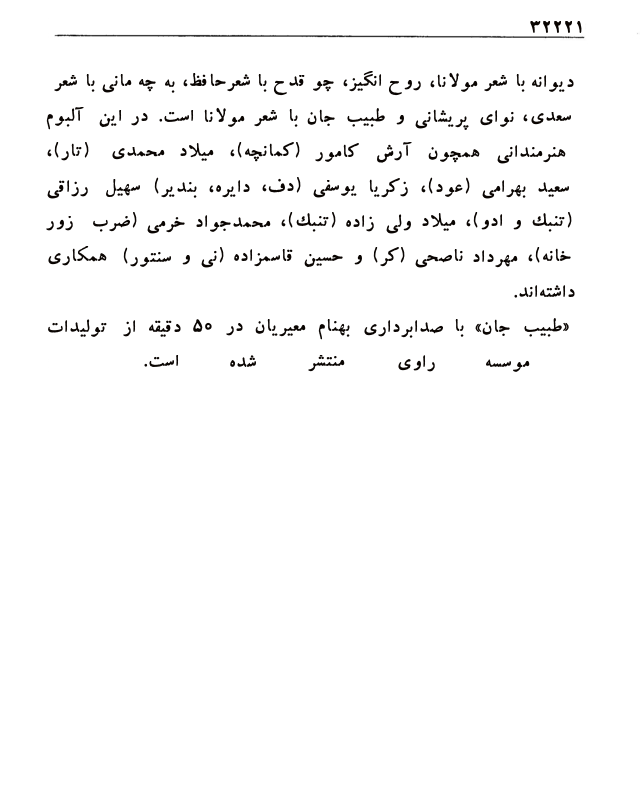 ۳۲۲۲۱
دیوانه با شعر مولانا، روح انگیز، چو قدح با شعرحافظ، به چه مانی با شعر
سعدی، نوای پریشانی و طبیب جان با شعر مولانا است. در این آلبوم
هنرمندانی همچون آرش کامور (کمانچه)، میلاد محمدی (تار)،
سعید بهرامی (عود)، زکریا یوسفی (دف، دایره، بندیر) سهیل رزاقی
(تنبک و ادو)، میلاد ولی زاده (تنبک)، محمدجواد خرمی (ضرب زور
خانه)، مهرداد ناصحی (کر) و حسین قاسمزاده (نی و سنتور) همکاری
داشته‌اند.
«طبیب جان» با صدابرداری بهنام معیریان در ۵۰ دقیقه از تولیدات
موسسه راوی منتشر شده است.